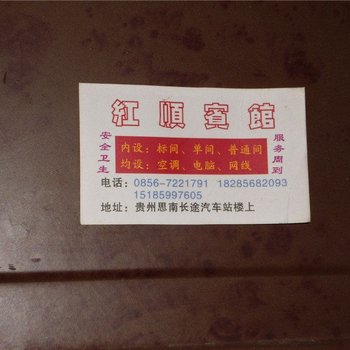 紅順賓館
安全卫生
内设：标间、单间、普通间
均设：空调、电脑、网线
服务周到
电话：0856-7221791 18285682093
15185997605
地址：贵州思南长途汽车站楼上